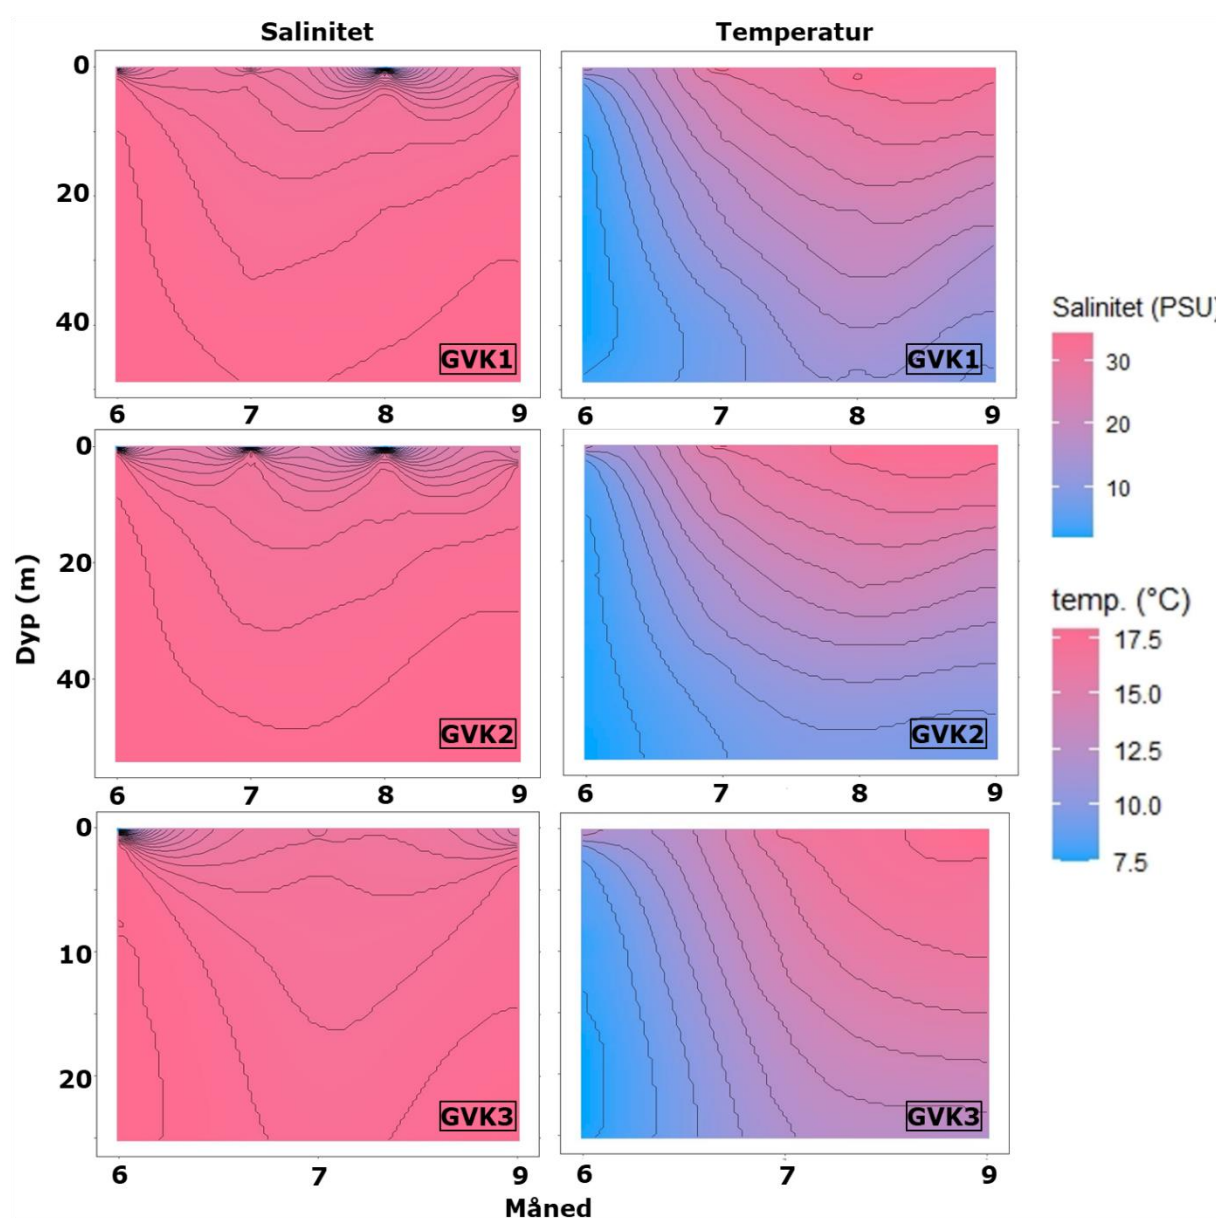 Salinitet Temperatur
0
20
40
GVK1 GVK1
6 7 8 9 6 7 8 9
0
20
40
GVK2 GVK2
6 7 8 9 6 7 8 9
0
10
20
GVK3 GVK3
6 7 9 6 7 9
Dyp (m)
Måned
Salinitet (PSU)
30
20
10
temp. (°C)
17.5
15.0
12.5
10.0
7.5